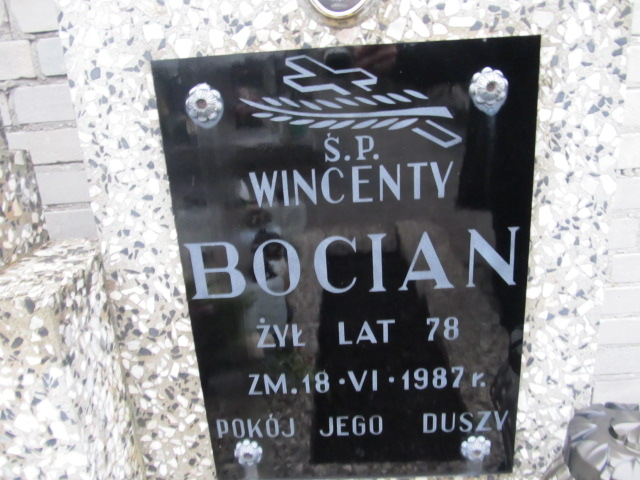 Ś.P.
WINCENTY
BOCIAN
ŻYŁ LAT 78
ZM. 18·VI·1987 r.
POKÓJ JEGO DUSZY